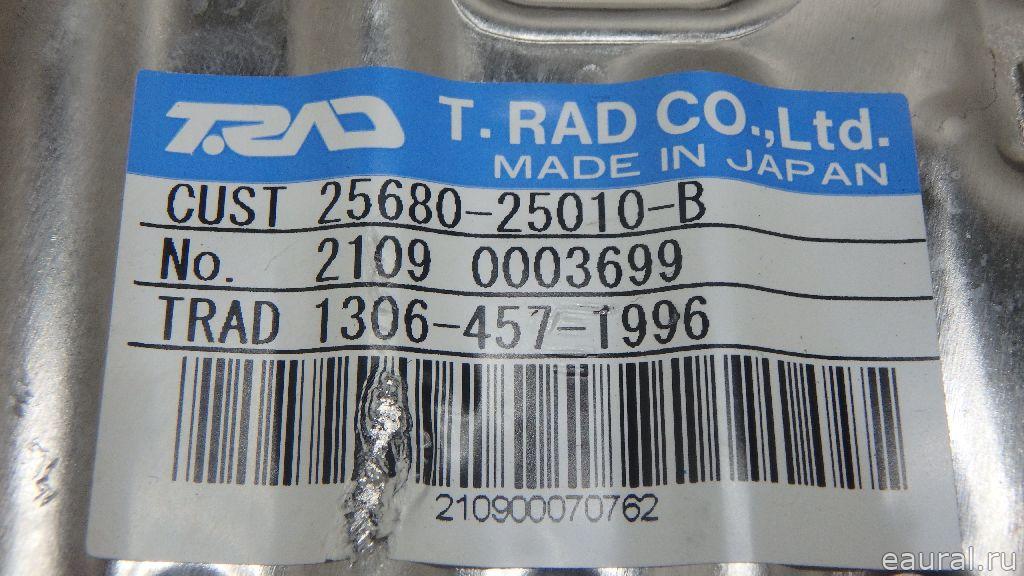 T.RAD T. RAD CO.,Ltd.
MADE IN JAPAN
CUST 25680-25010-B
No. 2109 0003699
TRAD 1306-457-1996
210900070762
eaural.ru